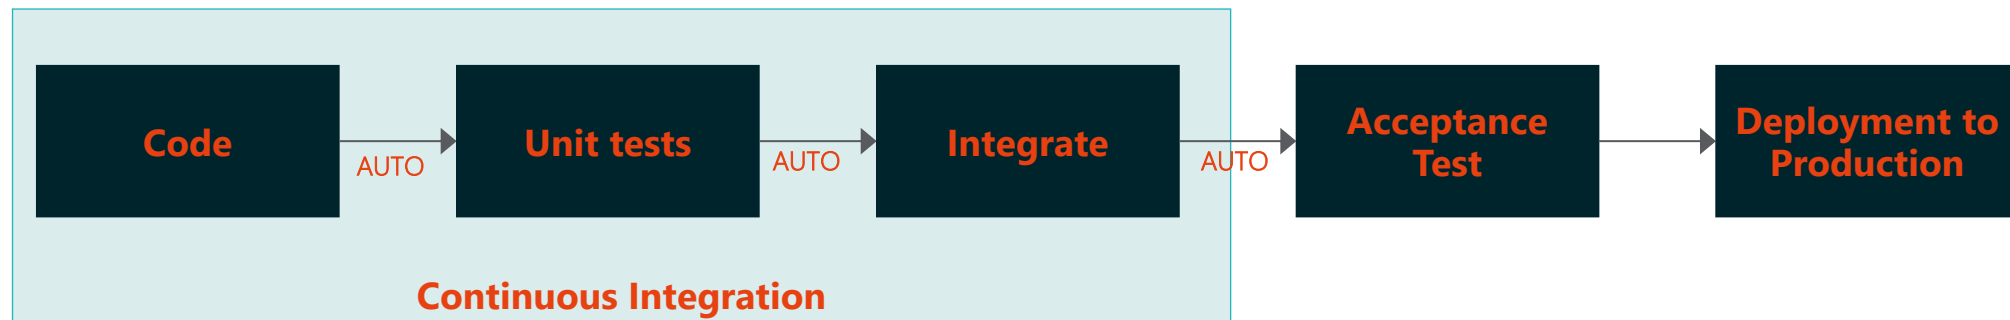 Code
AUTO
Unit tests
AUTO
Integrate
AUTO
Acceptance
Test
Deployment to
Production
Continuous Integration